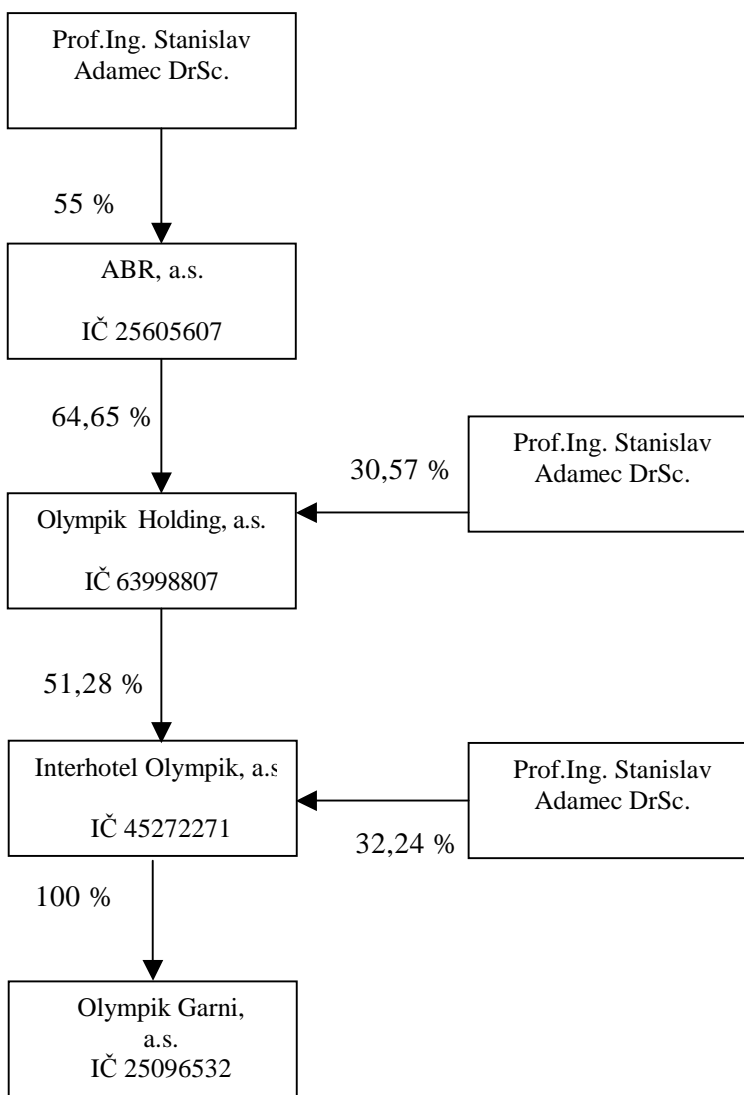 Prof.Ing. Stanislav
Adamec DrSc.
55 %
ABR, a.s.
IČ 25605607
64,65 %
Prof.Ing. Stanislav
Adamec DrSc.
30,57 %
Olympik Holding, a.s.
IČ 63998807
51,28 %
Interhotel Olympik, a.s
IČ 45272271
Prof.Ing. Stanislav
Adamec DrSc.
32,24 %
100 %
Olympik Garni,
a.s.
IČ 25096532